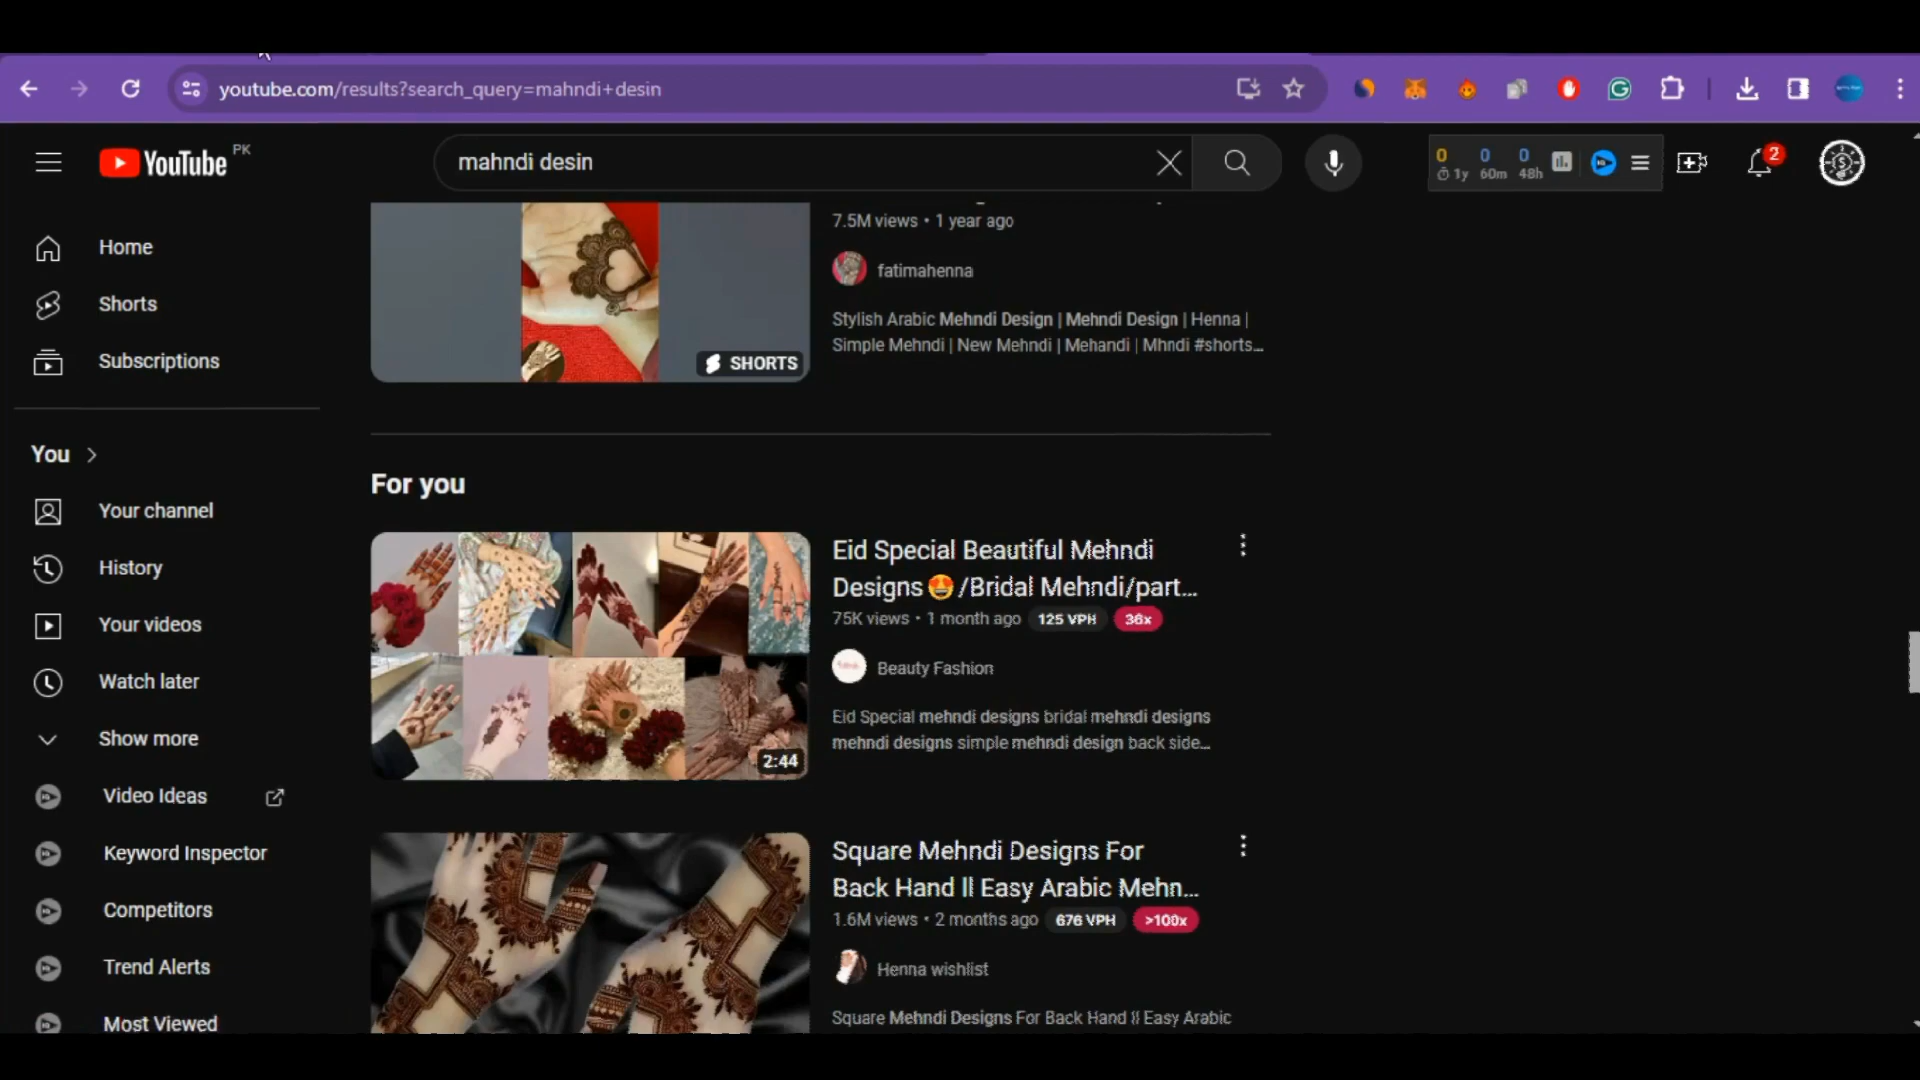 youtube.com/results?search_query=mahndi+desin
YouTube PK
mahndi desin
0 0 0
1y 60m 48h
2
Home
Shorts
Subscriptions
You
Your channel
History
Your videos
Watch later
Show more
Video Ideas
Keyword Inspector
Competitors
Trend Alerts
Most Viewed
7.5M views • 1 year ago
fatimahenna
Stylish Arabic Mehndi Design | Mehndi Design | Henna |
Simple Mehndi | New Mehndi | Mehandi | Mhndi #shorts...
SHORTS
For you
Eid Special Beautiful Mehndi
Designs😍/Bridal Mehndi/part...
75K views • 1 month ago 125 VPH 36x
Beauty Fashion
Eid Special mehndi designs bridal mehndi designs
mehndi designs simple mehndi design back side...
2:44
Square Mehndi Designs For
Back Hand ll Easy Arabic Mehn...
1.6M views • 2 months ago 676 VPH >100x
Henna wishlist
Square Mehndi Designs For Back Hand ll Easy Arabic